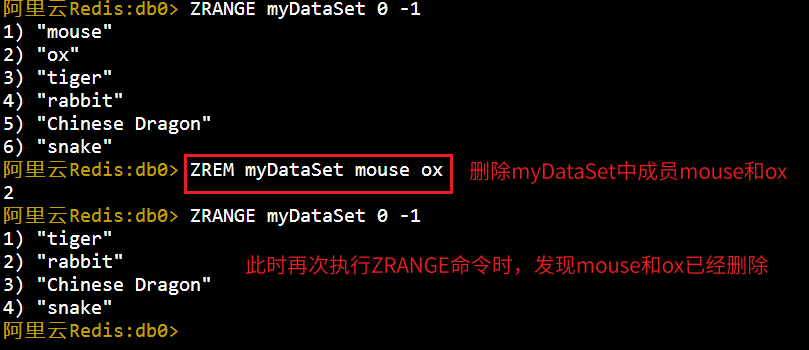 阿里云Redis:db0> ZRANGE myDataSet 0 -1
1) "mouse"
2) "ox"
3) "tiger"
4) "rabbit"
5) "Chinese Dragon"
6) "snake"
阿里云Redis:db0> ZREM myDataSet mouse ox 删除myDataSet中成员mouse和ox
2
阿里云Redis:db0> ZRANGE myDataSet 0 -1
1) "tiger"
2) "rabbit"
此时再次执行ZRANGE命令时，发现mouse和ox已经删除
3) "Chinese Dragon"
4) "snake"
阿里云Redis:db0>